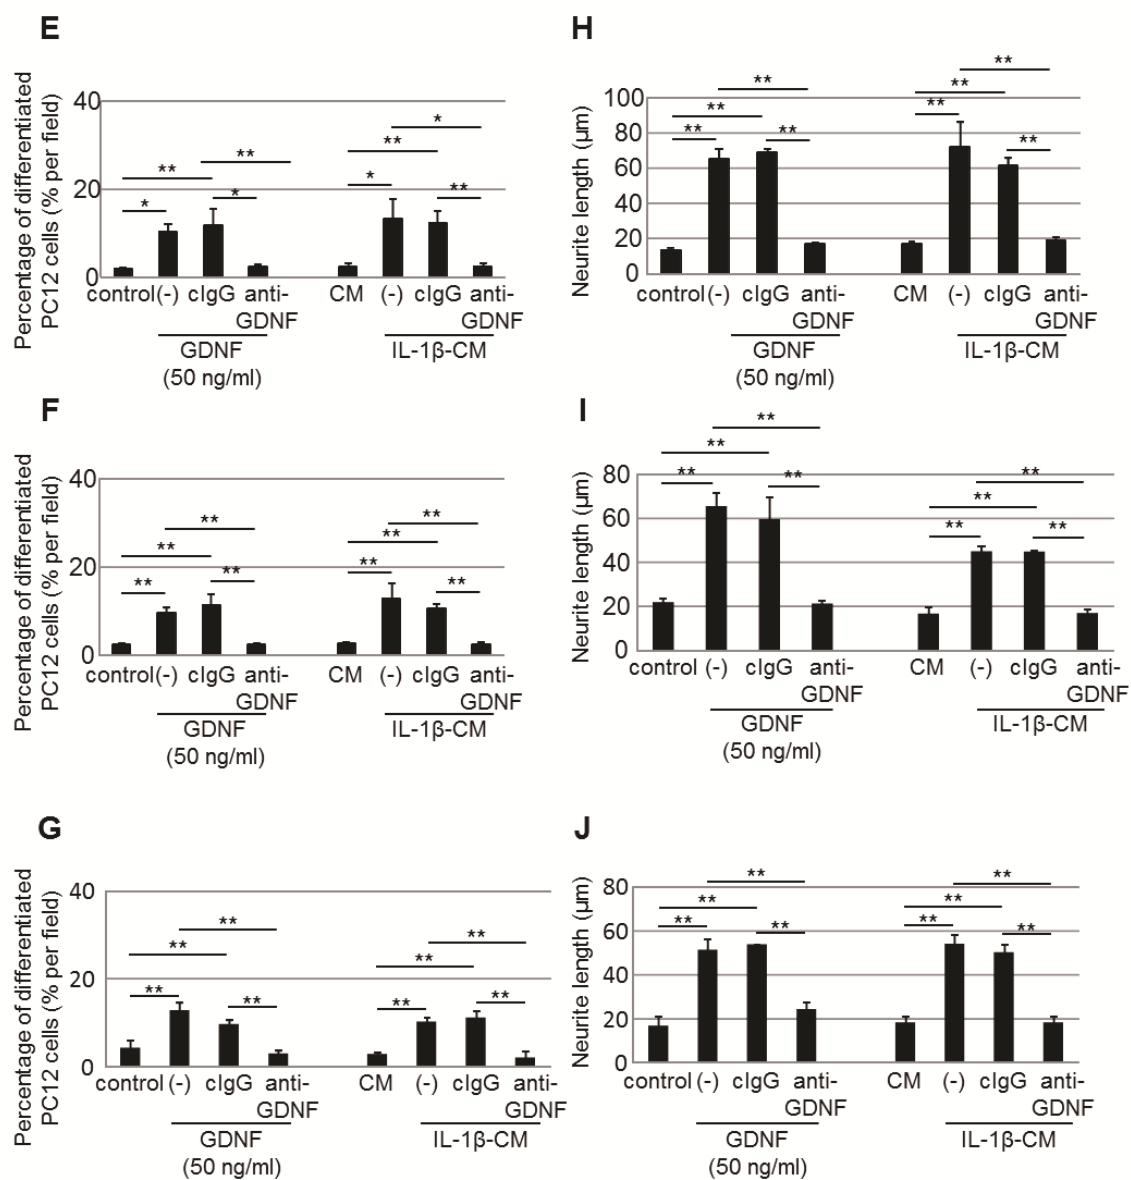 E
Percentage of differentiated
PC12 cells (% per field)
40
20
0
**
*
**
*
*
*
**
*
**
control (-) cIgG anti-
GDNF
GDNF
(50 ng/ml)
CM (-) cIgG anti-
GDNF
IL-1β-CM
H
Neurite length (µm)
100
80
60
40
20
0
**
**
**
**
**
**
**
**
control (-) cIgG anti-
GDNF
GDNF
(50 ng/ml)
CM (-) cIgG anti-
GDNF
IL-1β-CM
F
Percentage of differentiated
PC12 cells (% per field)
40
20
0
**
**
**
**
**
**
**
**
control (-) cIgG anti-
GDNF
GDNF
(50 ng/ml)
CM (-) cIgG anti-
GDNF
IL-1β-CM
I
Neurite length (µm)
80
60
40
20
0
**
**
**
**
**
**
**
**
control (-) cIgG anti-
GDNF
GDNF
(50 ng/ml)
CM (-) cIgG anti-
GDNF
IL-1β-CM
G
Percentage of differentiated
PC12 cells (% per field)
40
20
0
**
**
**
**
**
**
**
**
control (-) cIgG anti-
GDNF
GDNF
(50 ng/ml)
CM (-) cIgG anti-
GDNF
IL-1β-CM
J
Neurite length (µm)
80
60
40
20
0
**
**
**
**
**
**
**
**
control (-) cIgG anti-
GDNF
GDNF
(50 ng/ml)
CM (-) cIgG anti-
GDNF
IL-1β-CM